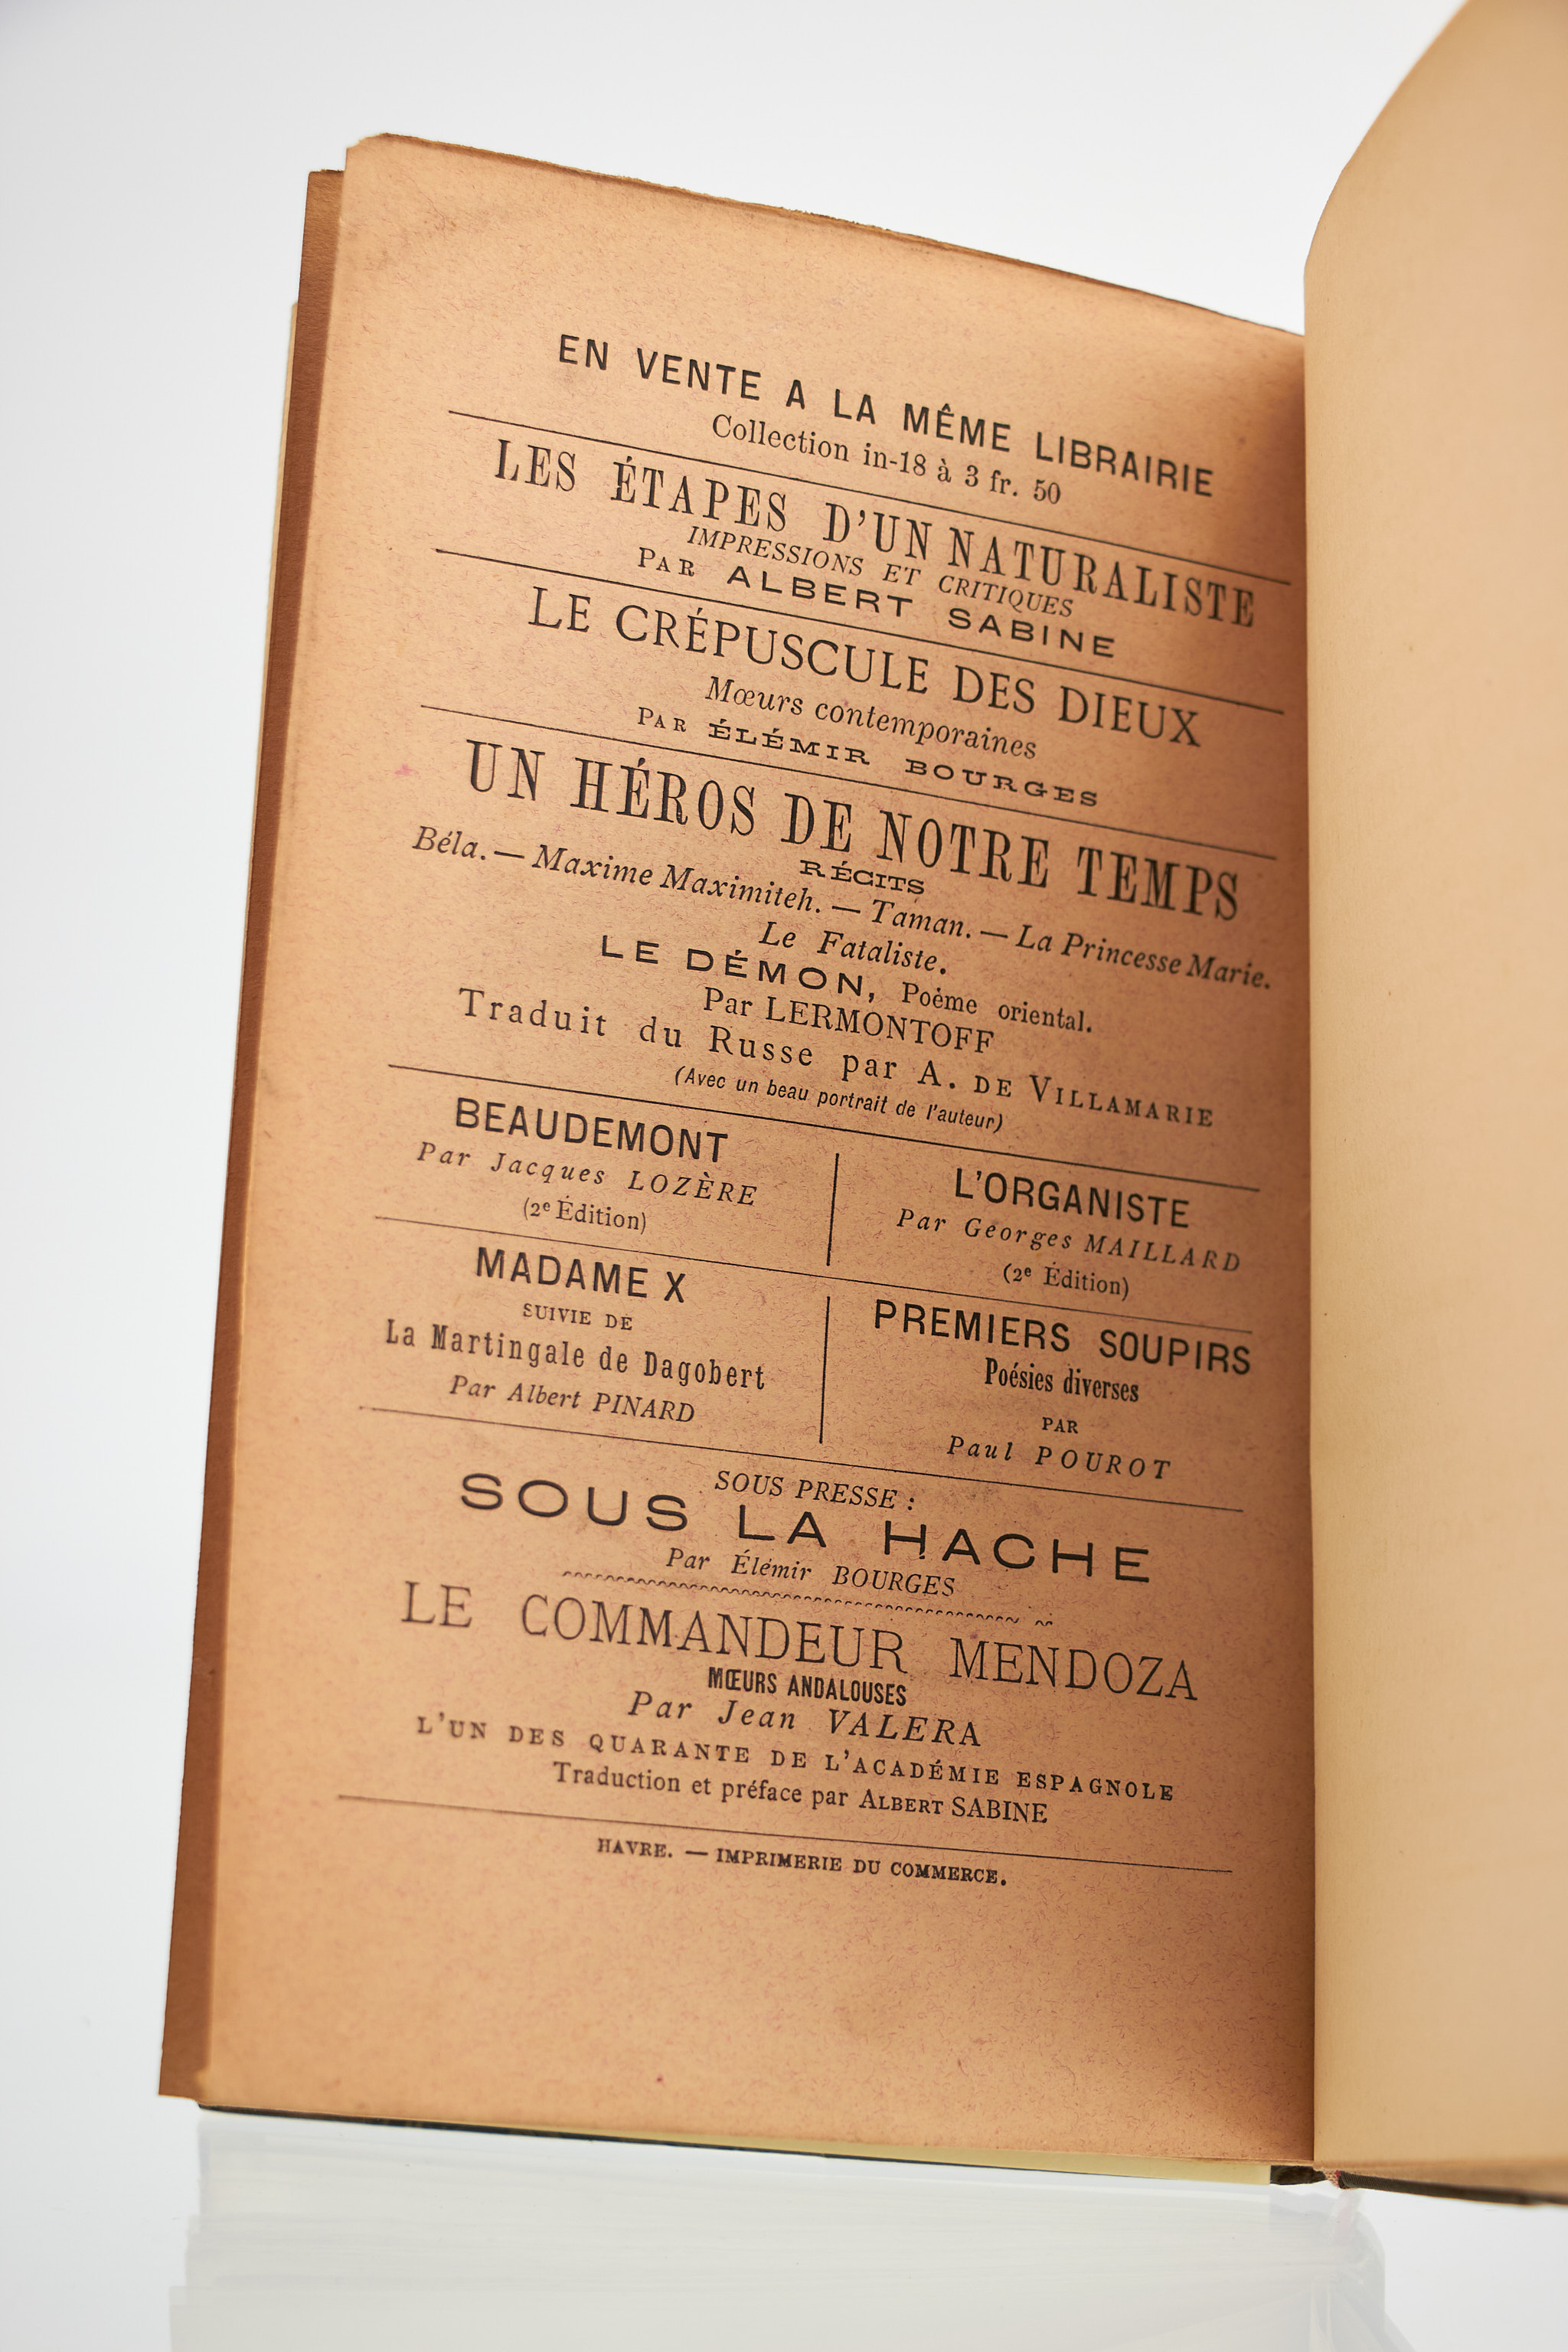 EN VENTE A LA MÊME LIBRAIRIE
Collection in-18 à 3 fr. 50
LES ÉTAPES D'UN NATURALISTE
IMPRESSIONS ET CRITIQUES
PAR ALBERT SABINE
LE CRÉPUSCULE DES DIEUX
Mœurs contemporaines
PAR ÉLÉMIR BOURGES
UN HÉROS DE NOTRE TEMPS
RÉCITS
Béla. — Maxime Maximiteh. — Taman. — La Princesse Marie.
Le Fataliste.
LE DÉMON, Poème oriental.
Par LERMONTOFF
Traduit du Russe par A. DE VILLAMARIE
(Avec un beau portrait de l'auteur)
BEAUDEMONT
Par Jacques LOZÈRE
(2e Édition)
L'ORGANISTE
Par Georges MAILLARD
(2e Édition)
MADAME X
SUIVIE DE
La Martingale de Dagobert
Par Albert PINARD
PREMIERS SOUPIRS
Poésies diverses
PAR
Paul POUROT
SOUS PRESSE :
SOUS LA HACHE
Par Élémir BOURGES
LE COMMANDEUR MENDOZA
MŒURS ANDALOUSES
Par Jean VALERA
L'UN DES QUARANTE DE L'ACADÉMIE ESPAGNOLE
Traduction et préface par ALBERT SABINE
HAVRE. — IMPRIMERIE DU COMMERCE.